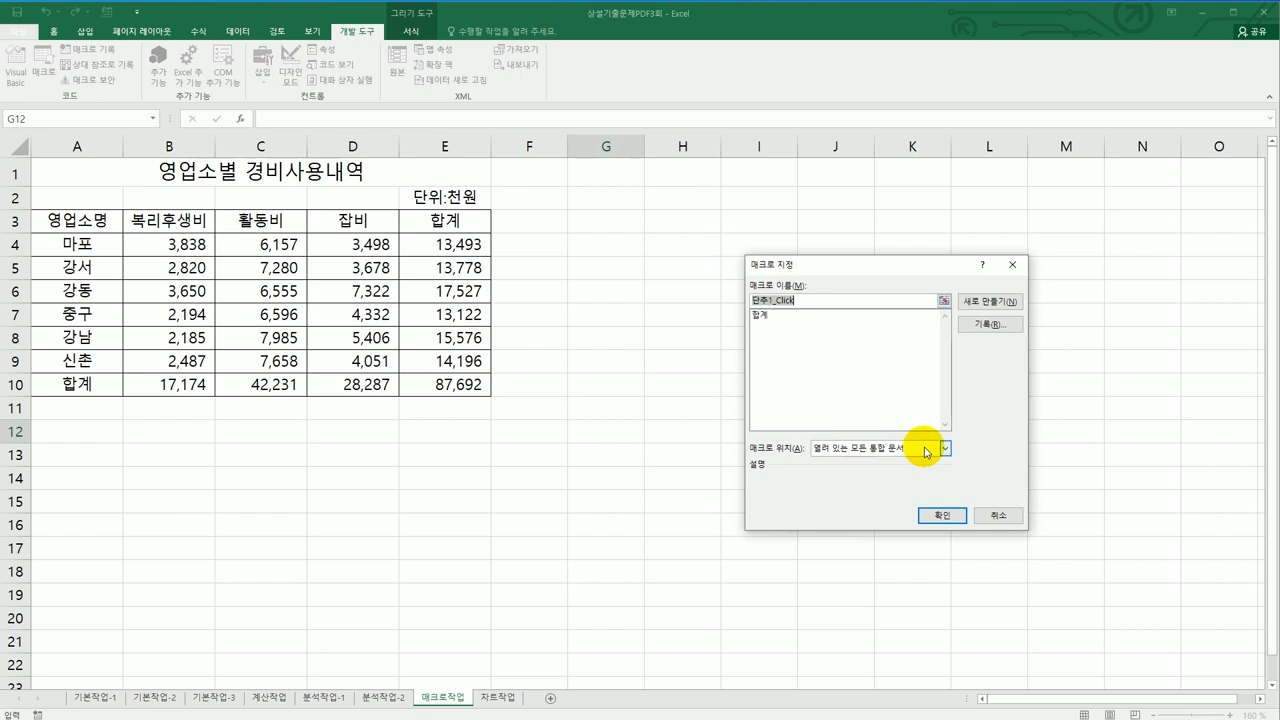 그리기 도구
상설기출문제PDF3회 - Excel
홈 삽입 페이지 레이아웃 수식 데이터 검토 보기 개발 도구 서식 수행할 작업을 알려 주세요. 공유
Visual Basic
매크로
매크로 기록
상대 참조로 기록
매크로 보안
코드
추가 기능
Excel 추가 기능
COM 추가 기능
추가 기능
삽입
디자인 모드
속성
코드 보기
대화 상자 실행
컨트롤
원본
맵 속성
확장 팩
데이터 새로 고침
가져오기
내보내기
XML
G12
fx
A B C D E F G H I J K L M N O
1 영업소별 경비사용내역
2 단위:천원
3 영업소명 복리후생비 활동비 잡비 합계
4 마포 3,838 6,157 3,498 13,493
5 강서 2,820 7,280 3,678 13,778
6 강동 3,650 6,555 7,322 17,527
7 중구 2,194 6,596 4,332 13,122
8 강남 2,185 7,985 5,406 15,576
9 신촌 2,487 7,658 4,051 14,196
10 합계 17,174 42,231 28,287 87,692
11
12
13
14
15
16
17
18
19
20
21
22
23
매크로 지정
?
매크로 이름(M):
단추1_Click
새로 만들기(N)
합계
기록(R)...
매크로 위치(A): 열려 있는 모든 통합 문서
설명
확인 취소
기본작업-1 기본작업-2 기본작업-3 계산작업 분석작업-1 분석작업-2 매크로작업 차트작업
입력
160 %